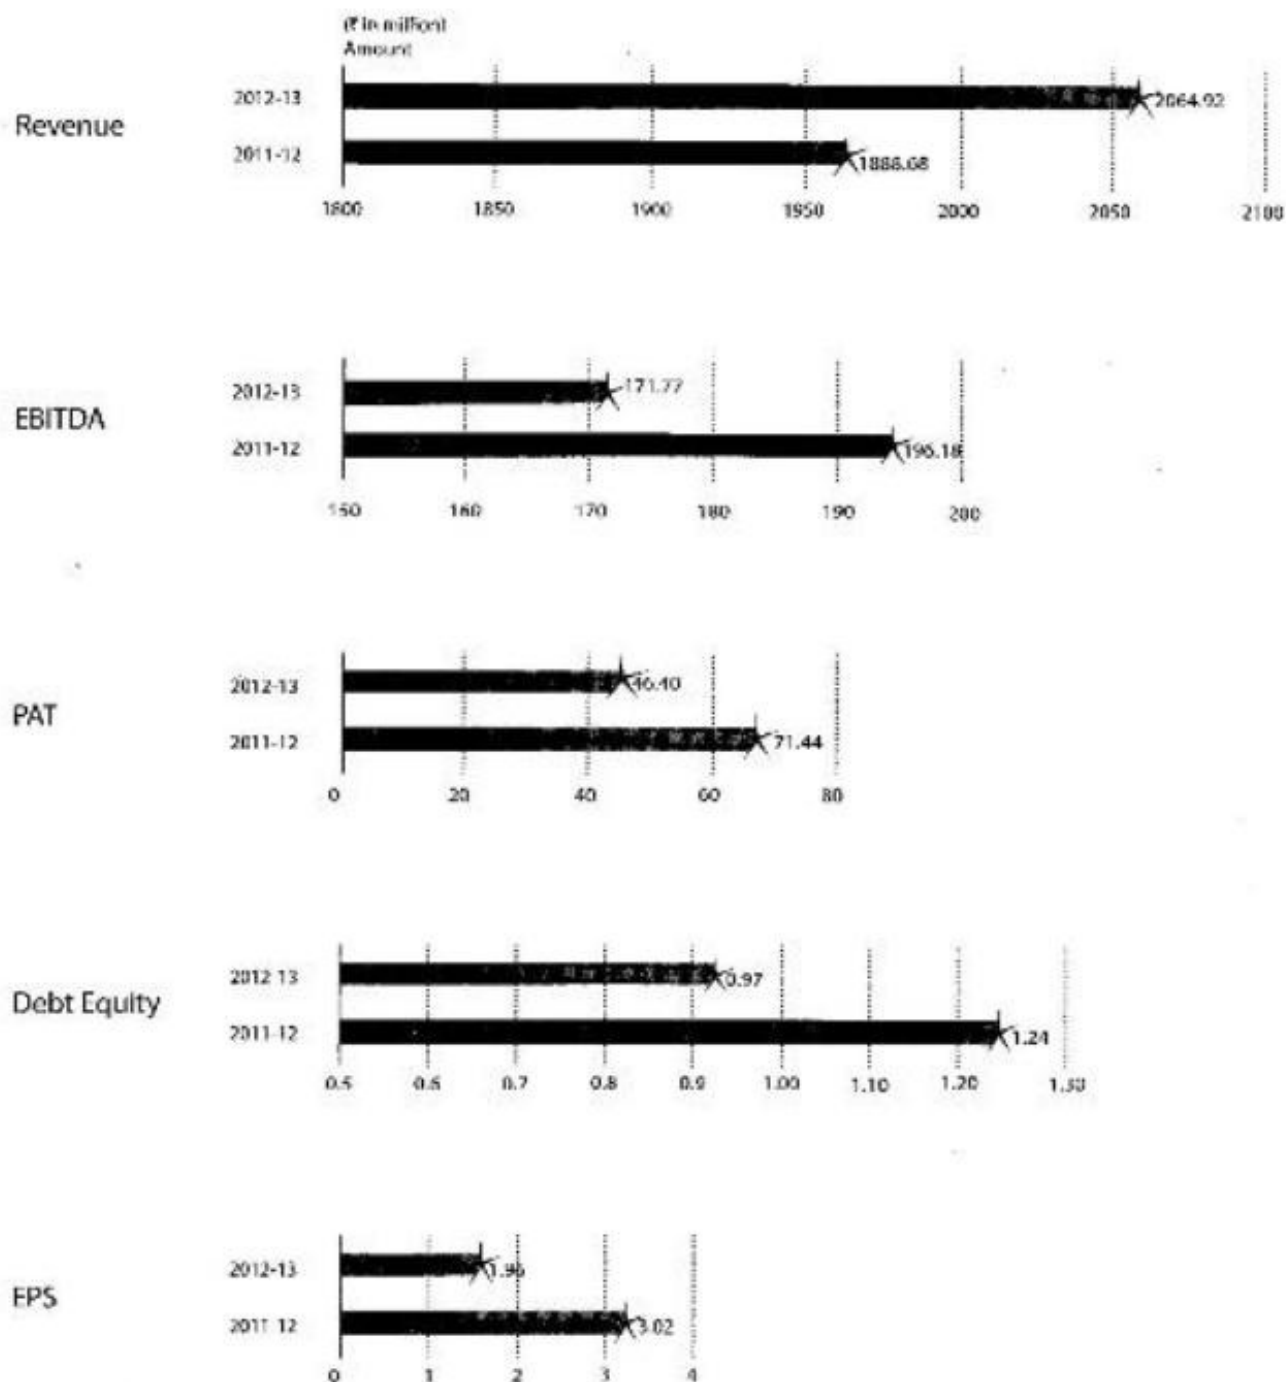 (₹ in million)
Amount
Revenue
2012-13 2064.92
2011-12 1888.68
1800 1850 1900 1950 2000 2050 2100
EBITDA
2012-13 171.77
2011-12 196.18
150 160 170 180 190 200
PAT
2012-13 46.40
2011-12 71.44
0 20 40 60 80
Debt Equity
2012-13 0.97
2011-12 1.24
0.5 0.6 0.7 0.8 0.9 1.00 1.10 1.20 1.30
EPS
2012-13
2011-12 3.02
0 1 2 3 4